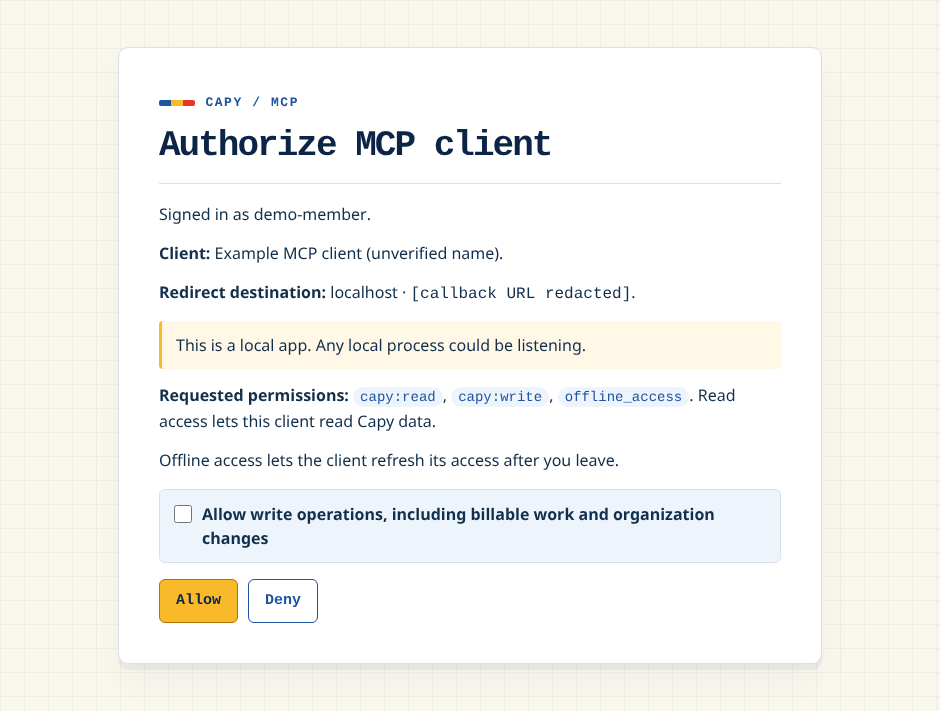 CAPY / MCP
Authorize MCP client
Signed in as demo-member.
Client: Example MCP client (unverified name).
Redirect destination: localhost · [callback URL redacted].
This is a local app. Any local process could be listening.
Requested permissions: capy:read, capy:write, offline_access. Read
access lets this client read Capy data.
Offline access lets the client refresh its access after you leave.
Allow write operations, including billable work and organization
changes
Allow Deny